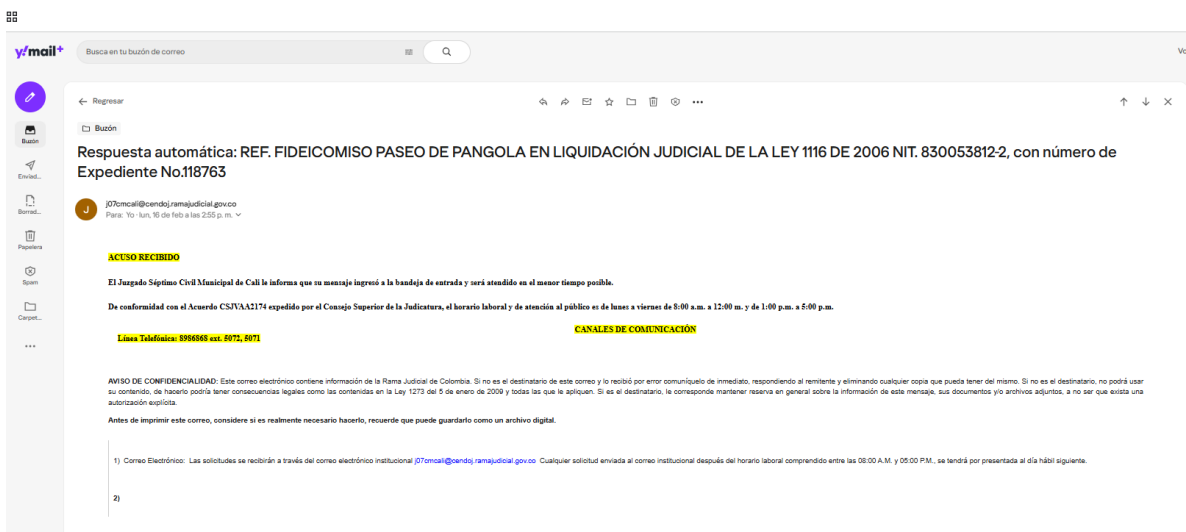 y!mail+
Busca en tu buzón de correo
Vo
Regresar
Buzón
Buzón
Enviad...
Borrad...
Papelera
Spam
Carpet...
Respuesta automática: REF. FIDEICOMISO PASEO DE PANGOLA EN LIQUIDACIÓN JUDICIAL DE LA LEY 1116 DE 2006 NIT. 830053812-2, con número de
Expediente No.118763
J
j07cmcali@cendoj.ramajudicial.gov.co
Para: Yo · lun, 16 de feb a las 2:55 p. m.
ACUSO RECIBIDO
El Juzgado Séptimo Civil Municipal de Cali le informa que su mensaje ingresó a la bandeja de entrada y será atendido en el menor tiempo posible.
De conformidad con el Acuerdo CSJVAA2174 expedido por el Consejo Superior de la Judicatura, el horario laboral y de atención al público es de lunes a viernes de 8:00 a.m. a 12:00 m. y de 1:00 p.m. a 5:00 p.m.
CANALES DE COMUNICACIÓN
Línea Telefónica: 8986868 ext. 5072, 5071
AVISO DE CONFIDENCIALIDAD: Este correo electrónico contiene información de la Rama Judicial de Colombia. Si no es el destinatario de este correo y lo recibió por error comuníquelo de inmediato, respondiendo al remitente y eliminando cualquier copia que pueda tener del mismo. Si no es el destinatario, no podrá usar
su contenido, de hacerlo podría tener consecuencias legales como las contenidas en la Ley 1273 del 5 de enero de 2009 y todas las que le apliquen. Si es el destinatario, le corresponde mantener reserva en general sobre la información de este mensaje, sus documentos y/o archivos adjuntos, a no ser que exista una
autorización explícita.
Antes de imprimir este correo, considere si es realmente necesario hacerlo, recuerde que puede guardarlo como un archivo digital.
1) Correo Electrónico: Las solicitudes se recibirán a través del correo electrónico institucional j07cmcali@cendoj.ramajudicial.gov.co Cualquier solicitud enviada al correo institucional después del horario laboral comprendido entre las 08:00 A.M. y 05:00 P.M., se tendrá por presentada al día hábil siguiente.
2)